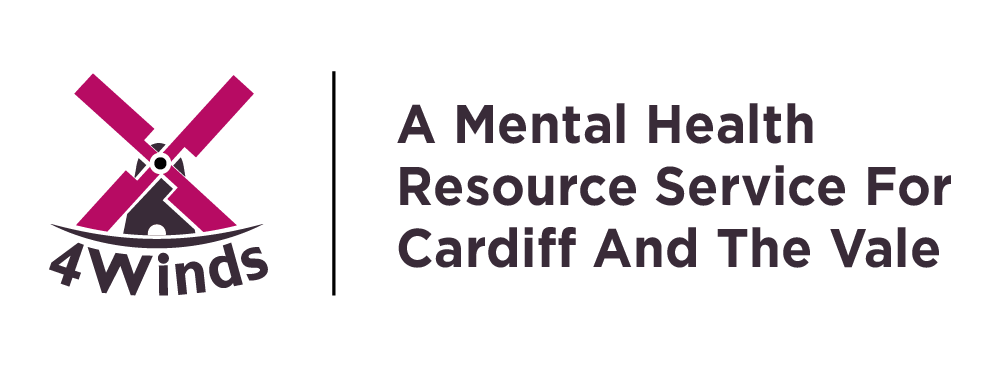 4Winds
A Mental Health
Resource Service For
Cardiff And The Vale